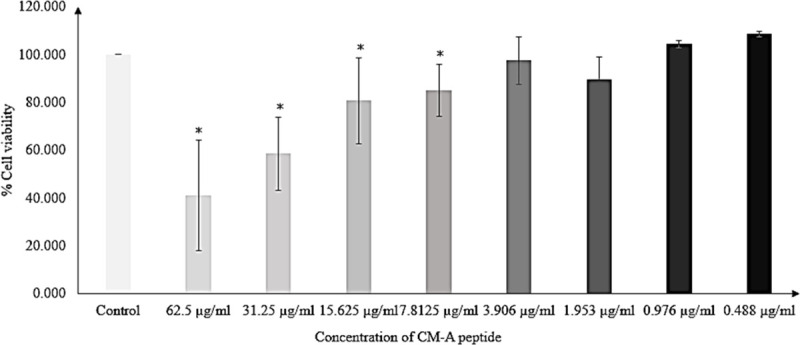 120.000
100.000
80.000
60.000
40.000
20.000
0.000
% Cell viability
* * * *
Control 62.5 µg/ml 31.25 µg/ml 15.625 µg/ml 7.8125 µg/ml 3.906 µg/ml 1.953 µg/ml 0.976 µg/ml 0.488 µg/ml
Concentration of CM-A peptide